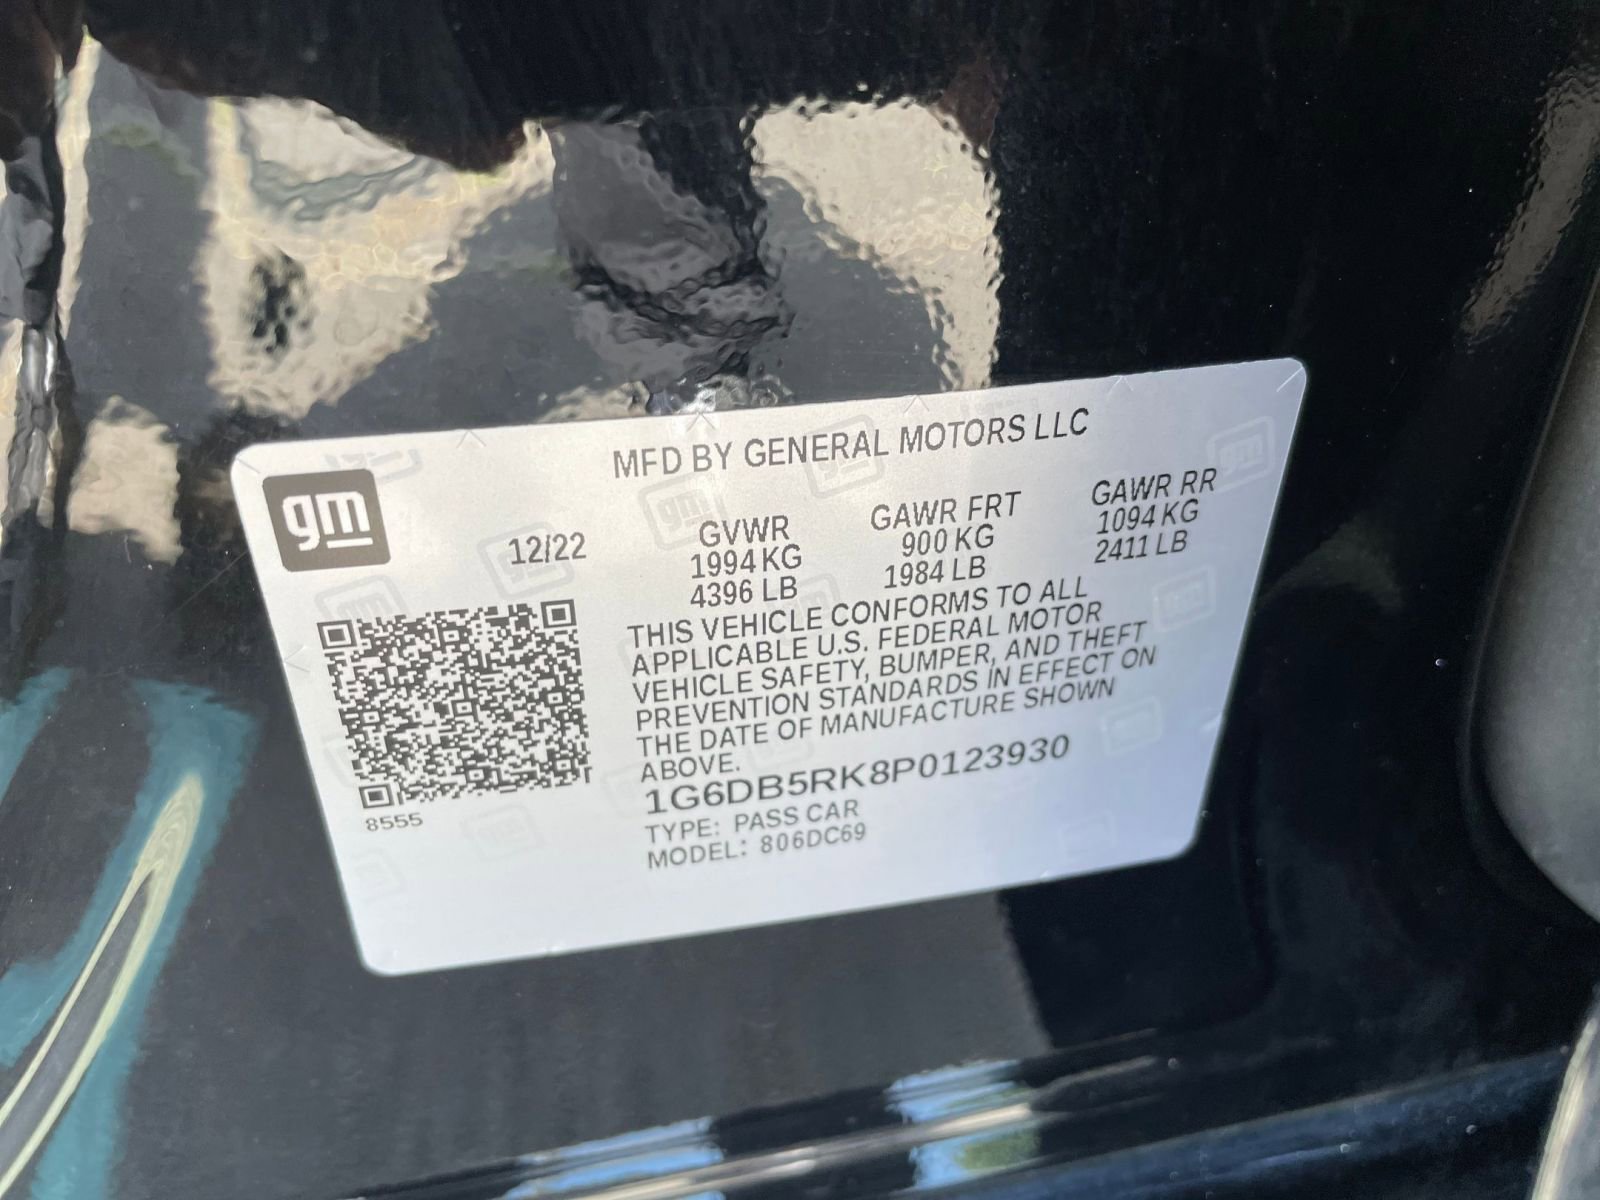 MFD BY GENERAL MOTORS LLC
gm
12/22
GVWR
1994 KG
4396 LB
GAWR FRT
900 KG
1984 LB
GAWR RR
1094 KG
2411 LB
THIS VEHICLE CONFORMS TO ALL
APPLICABLE U.S. FEDERAL MOTOR
VEHICLE SAFETY, BUMPER, AND THEFT
PREVENTION STANDARDS IN EFFECT ON
THE DATE OF MANUFACTURE SHOWN
ABOVE.
1G6DB5RK8P0123930
TYPE: PASS CAR
MODEL: 806DC69
8555